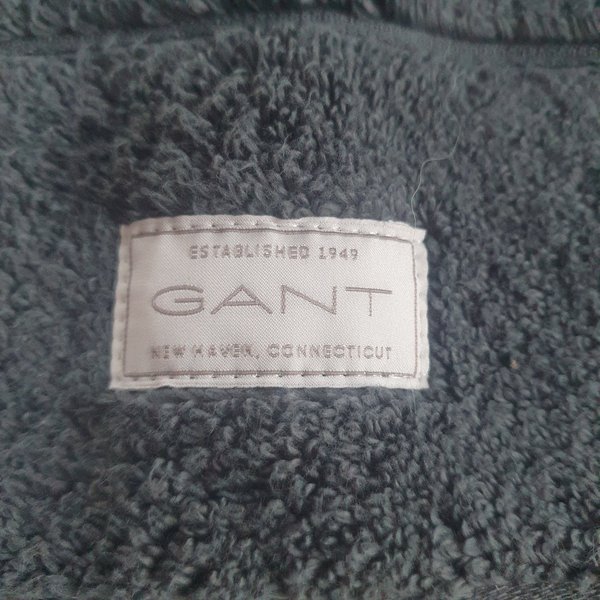 ESTABLISHED 1949
GANT
NEW HAVEN, CONNECTICUT